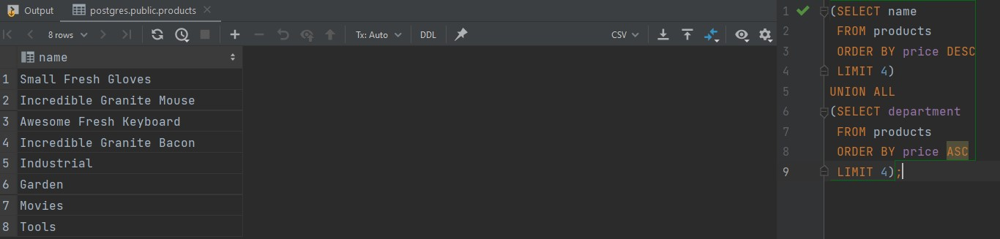 Output postgres.public.products
8 rows Tx: Auto DDL CSV
name
1 Small Fresh Gloves
2 Incredible Granite Mouse
3 Awesome Fresh Keyboard
4 Incredible Granite Bacon
5 Industrial
6 Garden
7 Movies
8 Tools
1 (SELECT name
2 FROM products
3 ORDER BY price DESC
4 LIMIT 4)
5 UNION ALL
6 (SELECT department
7 FROM products
8 ORDER BY price ASC
9 LIMIT 4);